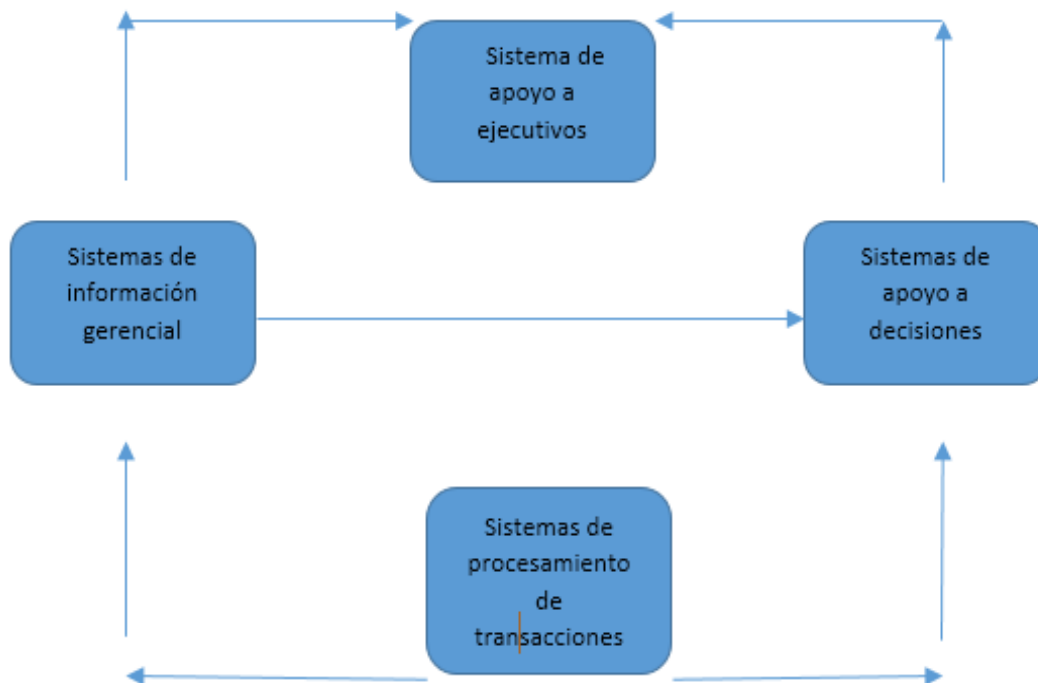 Sistema de
apoyo a
ejecutivos
Sistemas de
información
gerencial
Sistemas de
apoyo a
decisiones
Sistemas de
procesamiento
de
transacciones